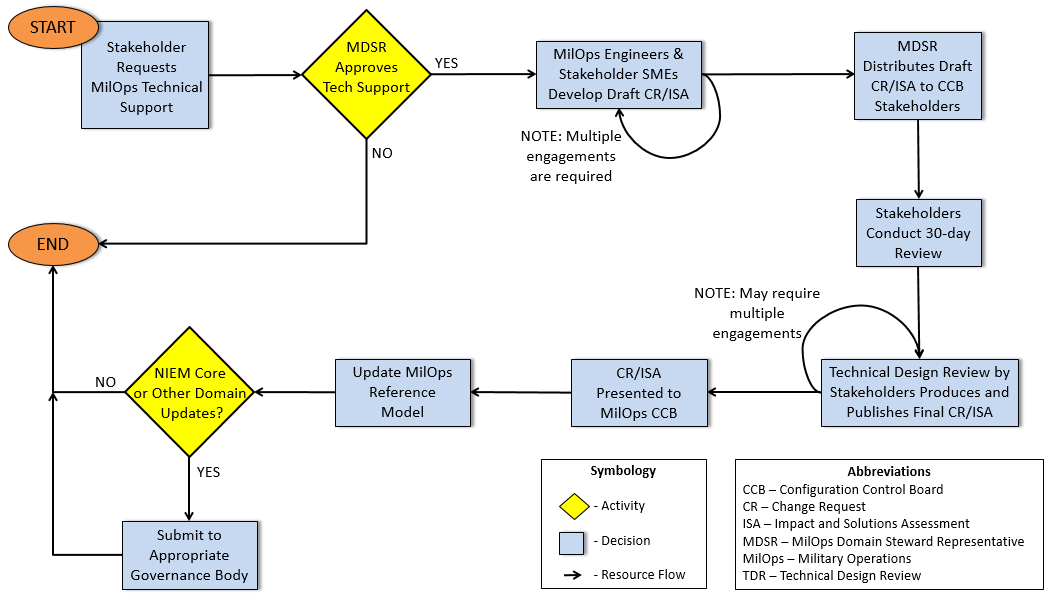 START
Stakeholder
Requests
MilOps Technical
Support
MDSR
Approves
Tech Support
YES
NO
MilOps Engineers &
Stakeholder SMEs
Develop Draft CR/ISA
NOTE: Multiple
engagements
are required
MDSR
Distributes Draft
CR/ISA to CCB
Stakeholders
Stakeholders
Conduct 30-day
Review
NOTE: May require
multiple
engagements
Technical Design Review by
Stakeholders Produces and
Publishes Final CR/ISA
CR/ISA
Presented to
MilOps CCB
Update MilOps
Reference
Model
NIEM Core
or Other Domain
Updates?
NO
YES
Submit to
Appropriate
Governance Body
END
Symbology
- Activity
- Decision
- Resource Flow
Abbreviations
CCB – Configuration Control Board
CR – Change Request
ISA – Impact and Solutions Assessment
MDSR – MilOps Domain Steward Representative
MilOps – Military Operations
TDR – Technical Design Review